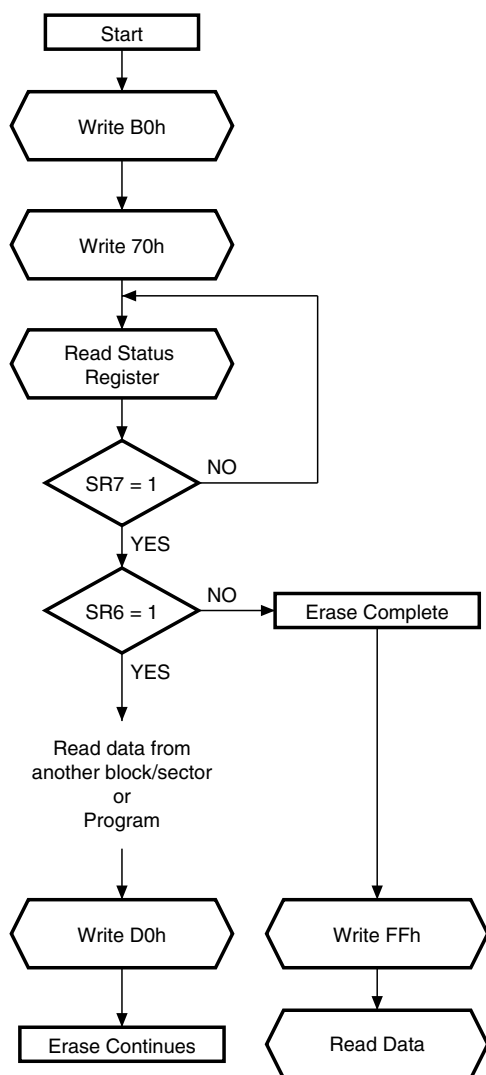 Start
Write B0h
Write 70h
Read Status
Register
SR7 = 1
NO
YES
SR6 = 1
NO
Erase Complete
YES
Read data from
another block/sector
or
Program
Write D0h
Write FFh
Erase Continues
Read Data